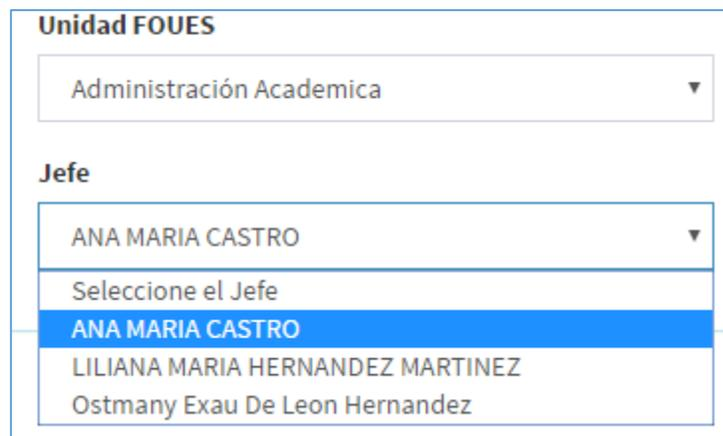 Unidad FOUES
Administración Academica
Jefe
ANA MARIA CASTRO
Seleccione el Jefe
ANA MARIA CASTRO
LILIANA MARIA HERNANDEZ MARTINEZ
Ostmany Exau De Leon Hernandez